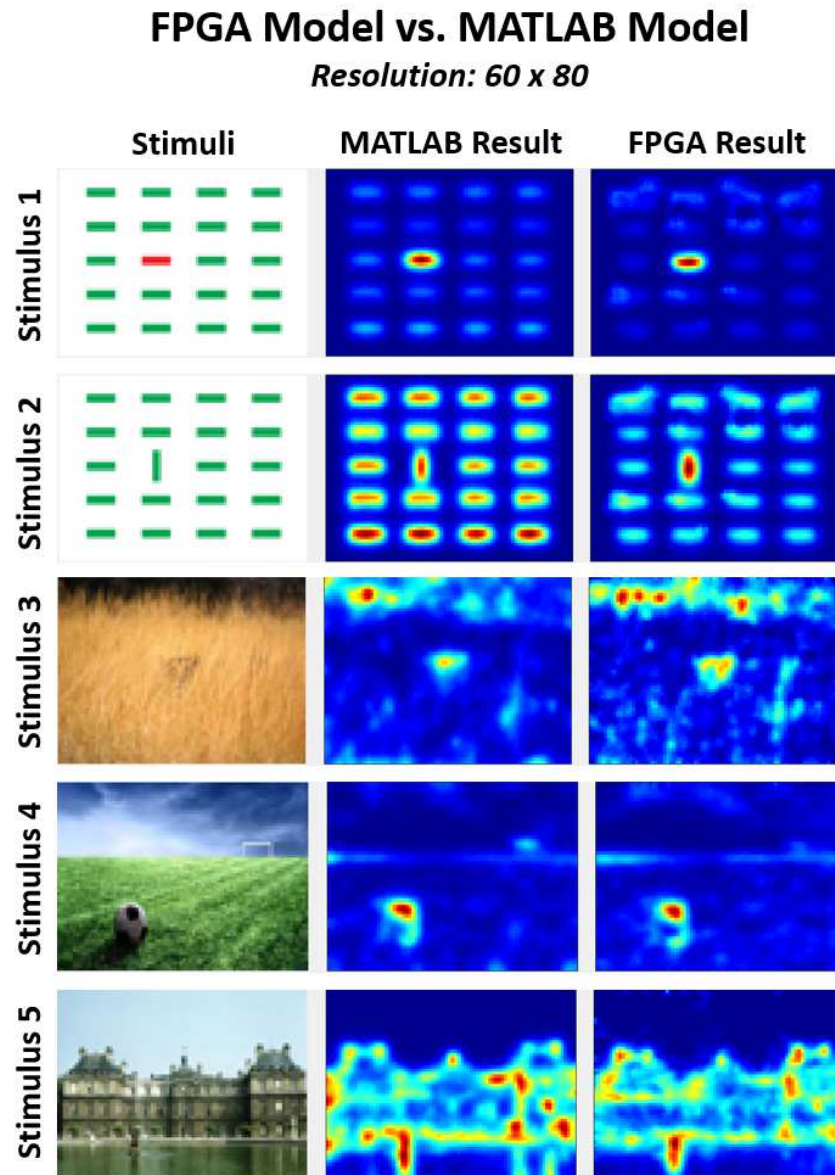 FPGA Model vs. MATLAB Model
Resolution: 60 x 80
Stimuli MATLAB Result FPGA Result
Stimulus 1
Stimulus 2
Stimulus 3
Stimulus 4
Stimulus 5